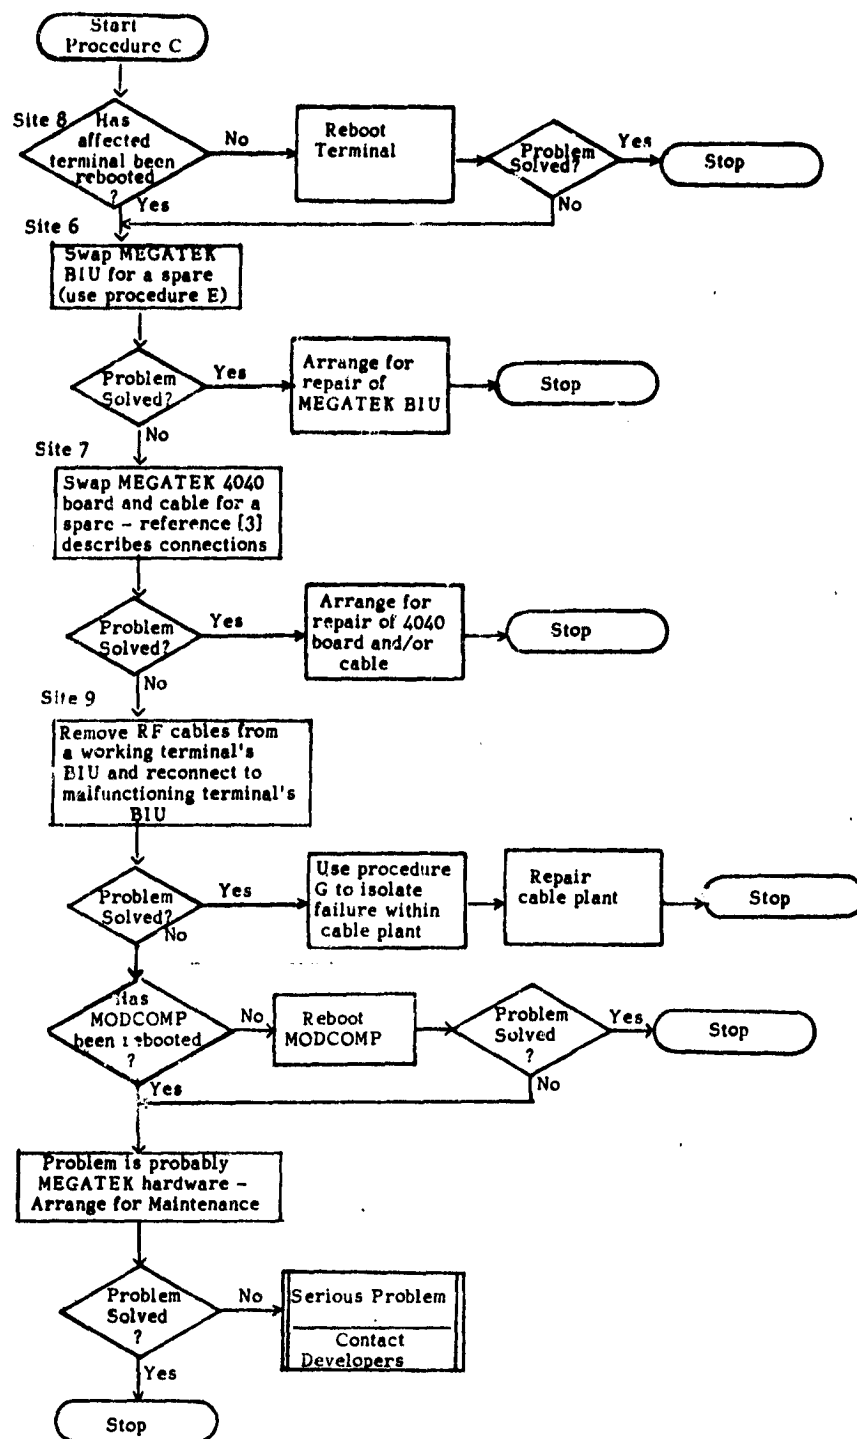 Start
Procedure C
Site 8
Has
affected
terminal been
rebooted
?
No
Reboot
Terminal
Problem
Solved?
Yes
Stop
No
Yes
Site 6
Swap MEGATEK
BIU for a spare
(use procedure E)
Problem
Solved?
Yes
Arrange for
repair of
MEGATEK BIU
Stop
No
Site 7
Swap MEGATEK 4040
board and cable for a
spare - reference [3]
describes connections
Problem
Solved?
Yes
Arrange for
repair of 4040
board and/or
cable
Stop
No
Site 9
Remove RF cables from
a working terminal's
BIU and reconnect to
malfunctioning terminal's
BIU
Problem
Solved?
Yes
Use procedure
G to isolate
failure within
cable plant
Repair
cable plant
Stop
No
Has
MODCOMP
been rebooted
?
No
Reboot
MODCOMP
Problem
Solved
?
Yes
Stop
No
Yes
Problem is probably
MEGATEK hardware -
Arrange for Maintenance
Problem
Solved
?
No
Serious Problem
Contact
Developers
Yes
Stop